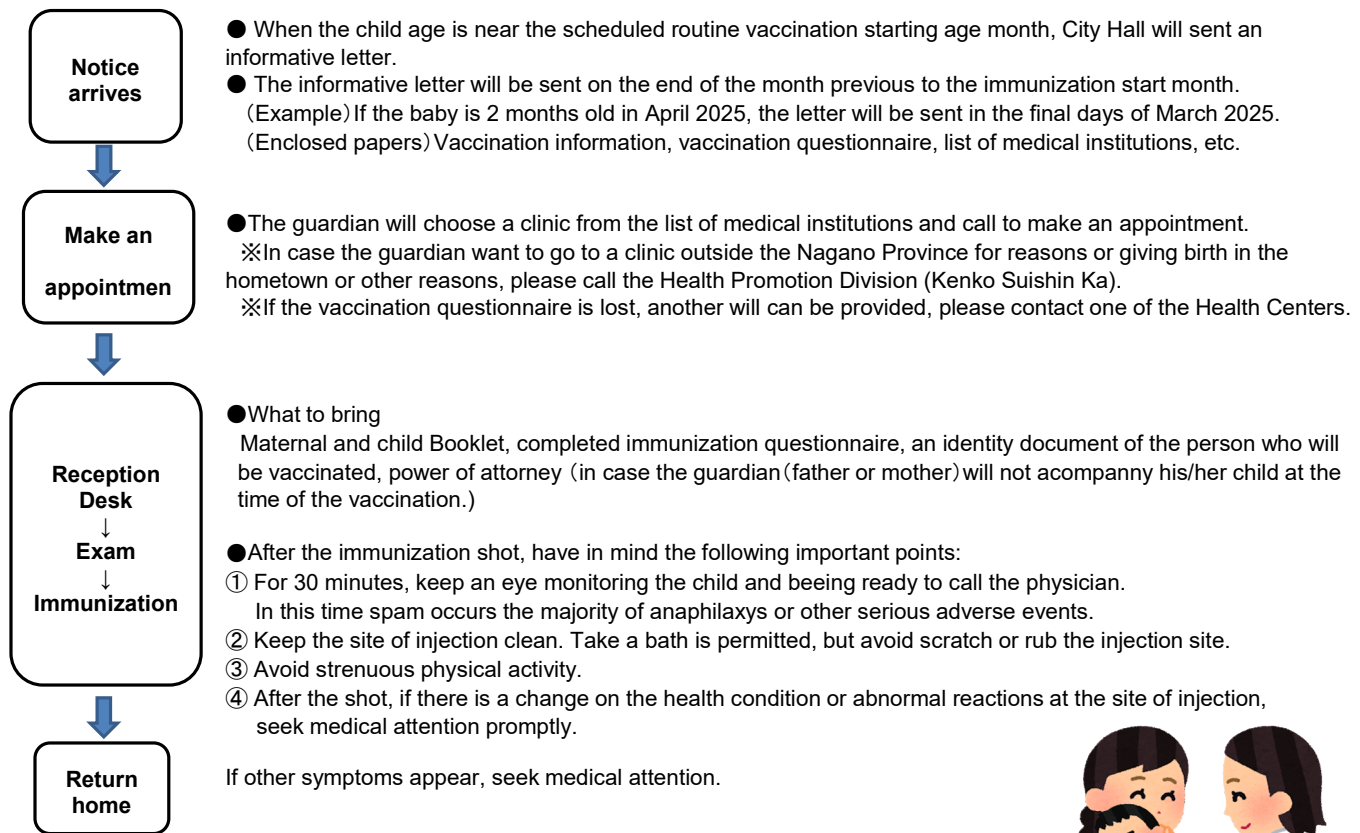 Notice
arrives
● When the child age is near the scheduled routine vaccination starting age month, City Hall will sent an
informative letter.
● The informative letter will be sent on the end of the month previous to the immunization start month.
（Example）If the baby is 2 months old in April 2025, the letter will be sent in the final days of March 2025.
（Enclosed papers）Vaccination information, vaccination questionnaire, list of medical institutions, etc.
Make an
appointmen
●The guardian will choose a clinic from the list of medical institutions and call to make an appointment.
※In case the guardian want to go to a clinic outside the Nagano Province for reasons or giving birth in the
hometown or other reasons, please call the Health Promotion Division (Kenko Suishin Ka).
※If the vaccination questionnaire is lost, another will can be provided, please contact one of the Health Centers.
Reception
Desk
↓
Exam
↓
Immunization
●What to bring
Maternal and child Booklet, completed immunization questionnaire, an identity document of the person who will
be vaccinated, power of attorney （in case the guardian（father or mother）will not acompanny his/her child at the
time of the vaccination.)
●After the immunization shot, have in mind the following important points:
① For 30 minutes, keep an eye monitoring the child and beeing ready to call the physician.
In this time spam occurs the majority of anaphilaxys or other serious adverse events.
② Keep the site of injection clean. Take a bath is permitted, but avoid scratch or rub the injection site.
③ Avoid strenuous physical activity.
④ After the shot, if there is a change on the health condition or abnormal reactions at the site of injection,
seek medical attention promptly.
Return
home
If other symptoms appear, seek medical attention.